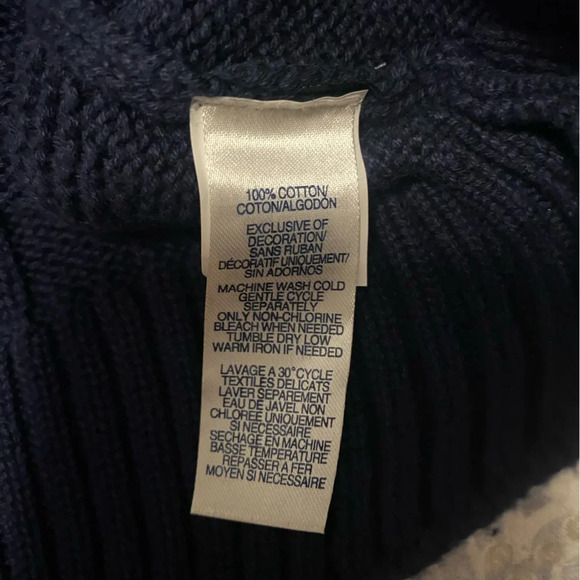 100% COTTON/
COTON/ALGODÓN
EXCLUSIVE OF
DECORATION/
SANS RUBAN
DÉCORATIF UNIQUEMENT/
SIN ADORNOS
MACHINE WASH COLD
GENTLE CYCLE
SEPARATELY
ONLY NON-CHLORINE
BLEACH WHEN NEEDED
TUMBLE DRY LOW
WARM IRON IF NEEDED
LAVAGE A 30°CYCLE
TEXTILES DELICATS
LAVER SEPAREMENT
EAU DE JAVEL NON
CHLOREE UNIQUEMENT
SI NECESSAIRE
SECHAGE EN MACHINE
BASSE TEMPERATURE
REPASSER A FER
MOYEN SI NECESSAIRE